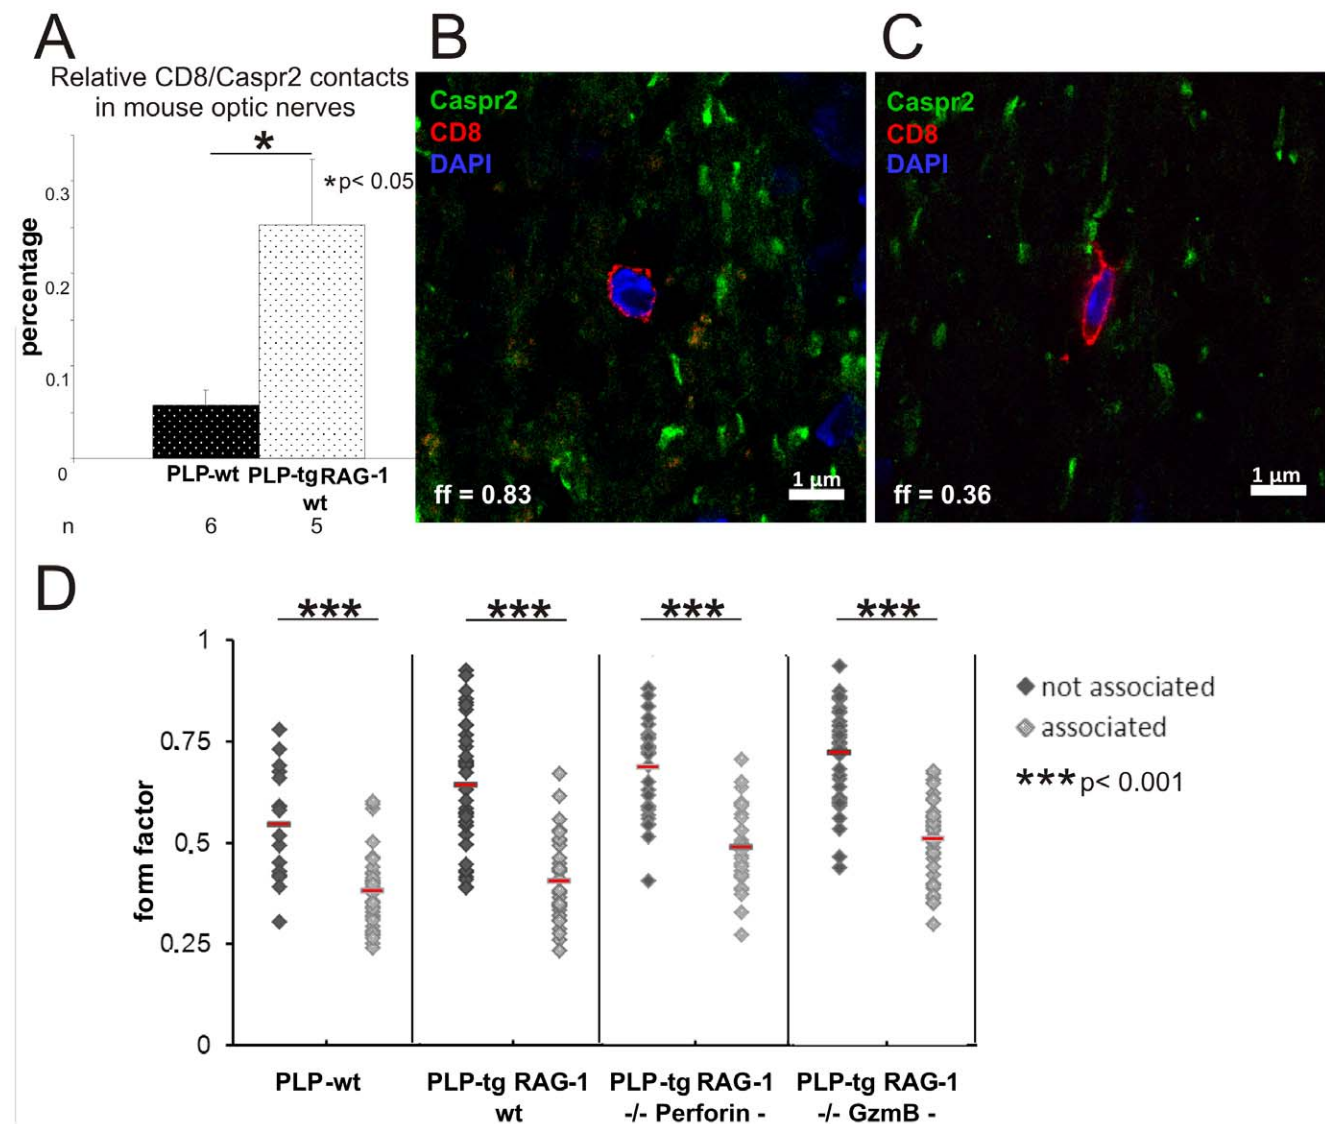 A
Relative CD8/Caspr2 contacts
in mouse optic nerves
*
*p< 0.05
percentage
0.3
0.2
0.1
0
PLP-wt
PLP-tgRAG-1
wt
n
6
5
B
Caspr2
CD8
DAPI
ff = 0.83
1 µm
C
Caspr2
CD8
DAPI
ff = 0.36
1 µm
D
*** *** *** ***
form factor
1
0.75
0.5
0.25
0
PLP-wt
PLP-tg RAG-1
wt
PLP-tg RAG-1
-/- Perforin -
PLP-tg RAG-1
-/- GzmB -
not associated
associated
***p< 0.001